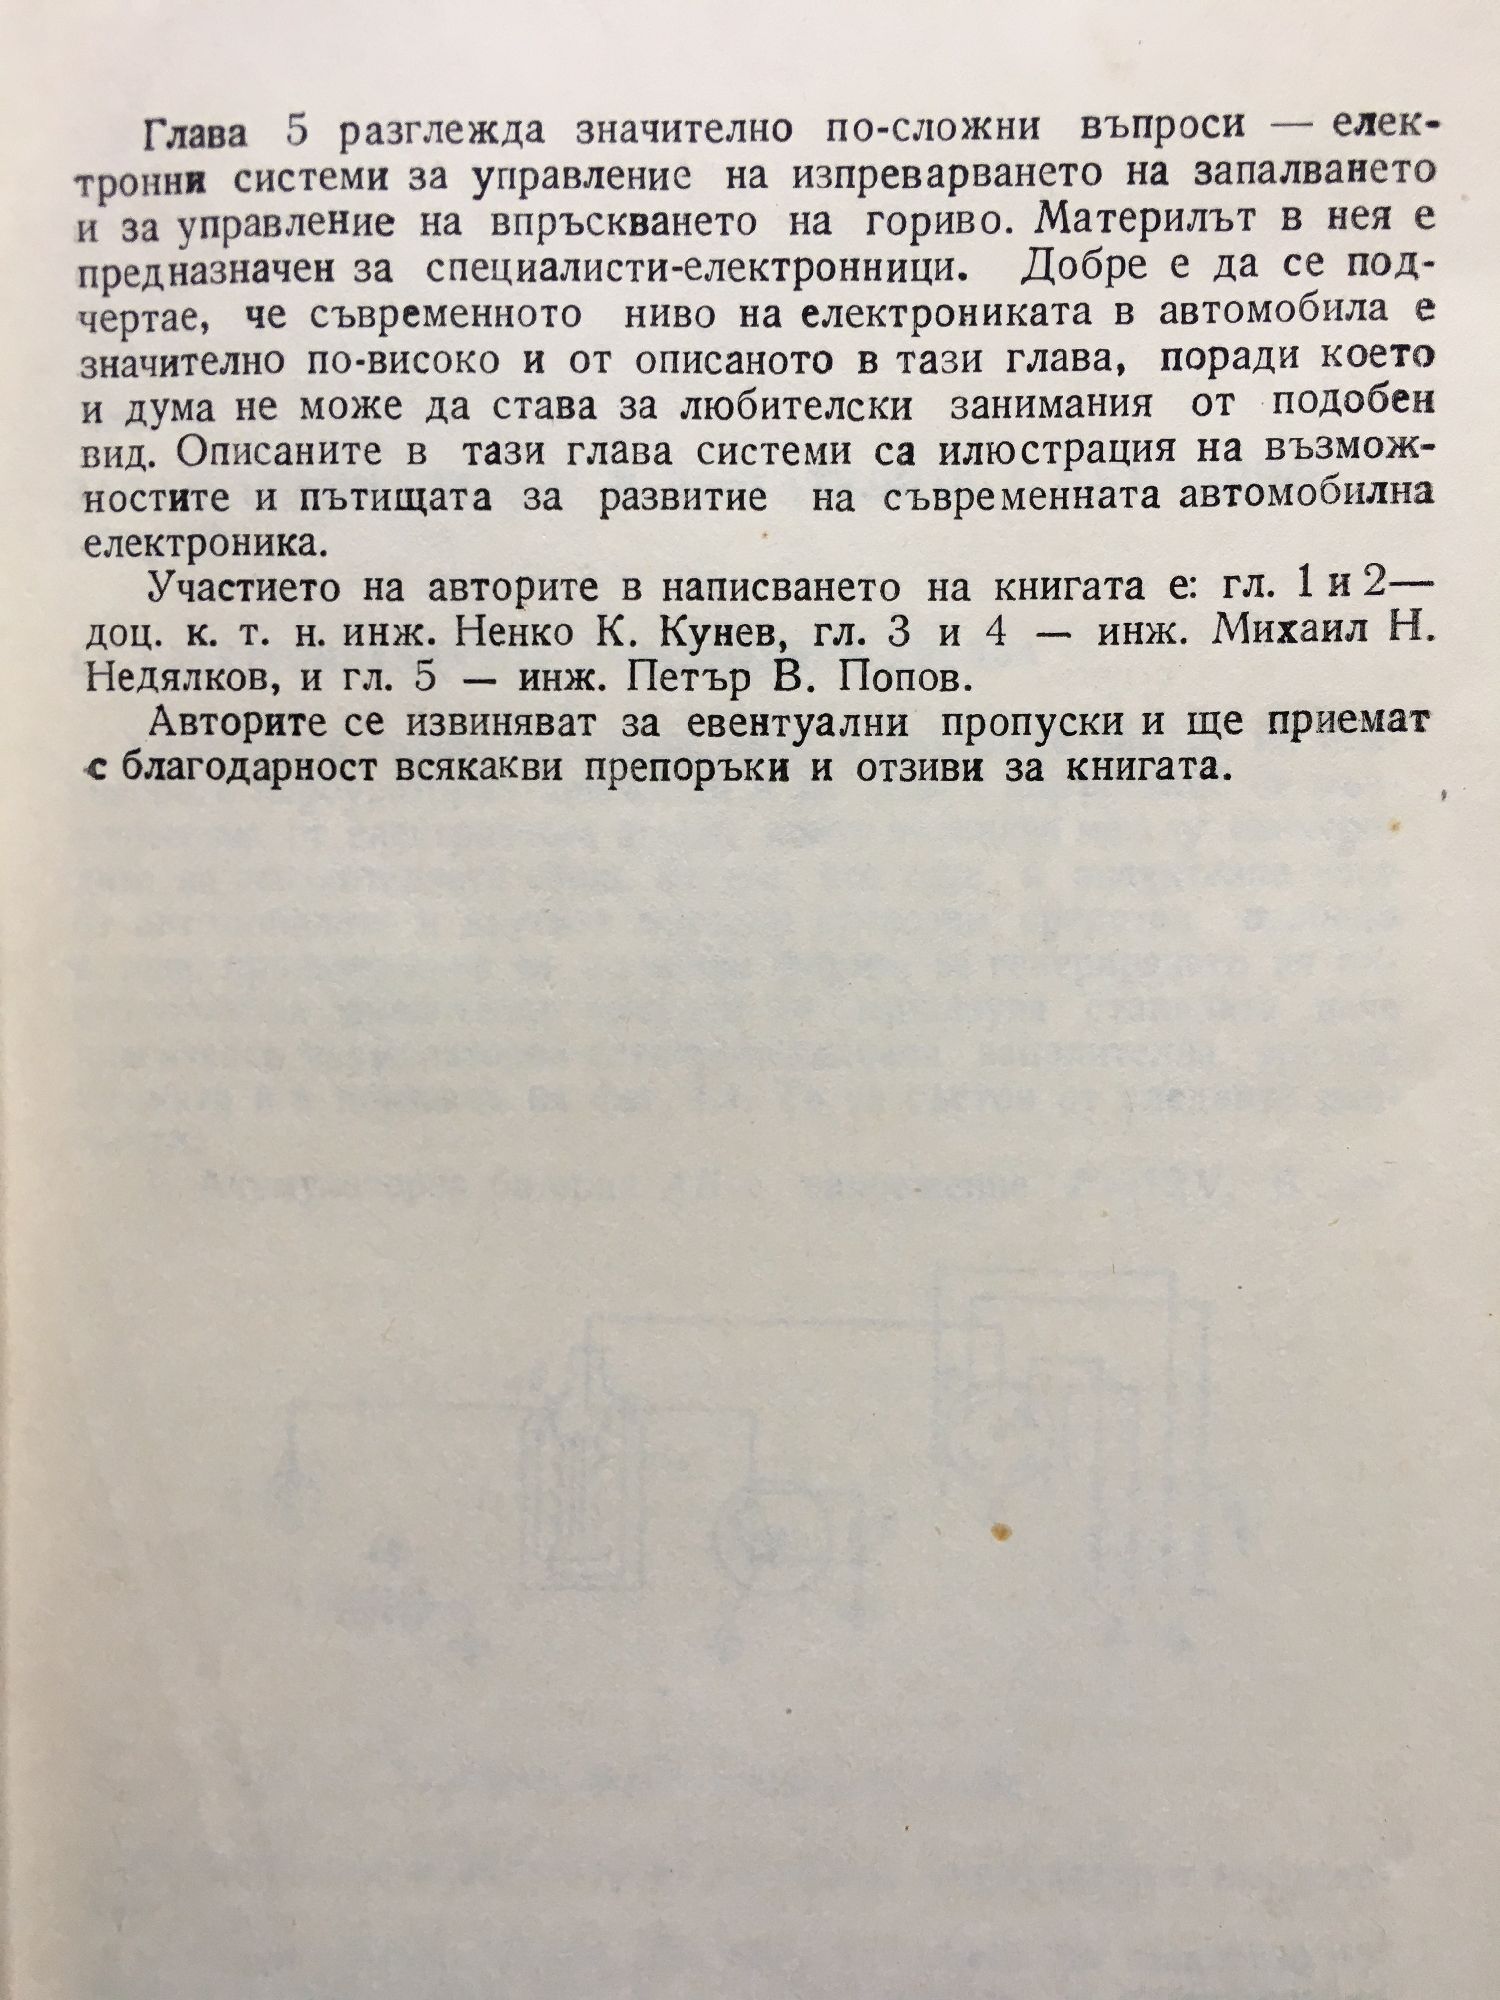 Глава 5 разглежда значително по-сложни въпроси — елек-
тронни системи за управление на изпреварването на запалването
и за управление на впръскването на гориво. Материлът в нея е
предназначен за специалисти-електронници. Добре е да се под-
чертае, че съвременното ниво на електрониката в автомобила е
значително по-високо и от описаното в тази глава, поради което
и дума не може да става за любителски занимания от подобен
вид. Описаните в тази глава системи са илюстрация на възмож-
ностите и пътищата за развитие на съвременната автомобилна
електроника.
Участието на авторите в написването на книгата е: гл. 1 и 2—
доц. к. т. н. инж. Ненко К. Кунев, гл. 3 и 4 — инж. Михаил Н.
Недялков, и гл. 5 — инж. Петър В. Попов.
Авторите се извиняват за евентуални пропуски и ще приемат
с благодарност всякакви препоръки и отзиви за книгата.